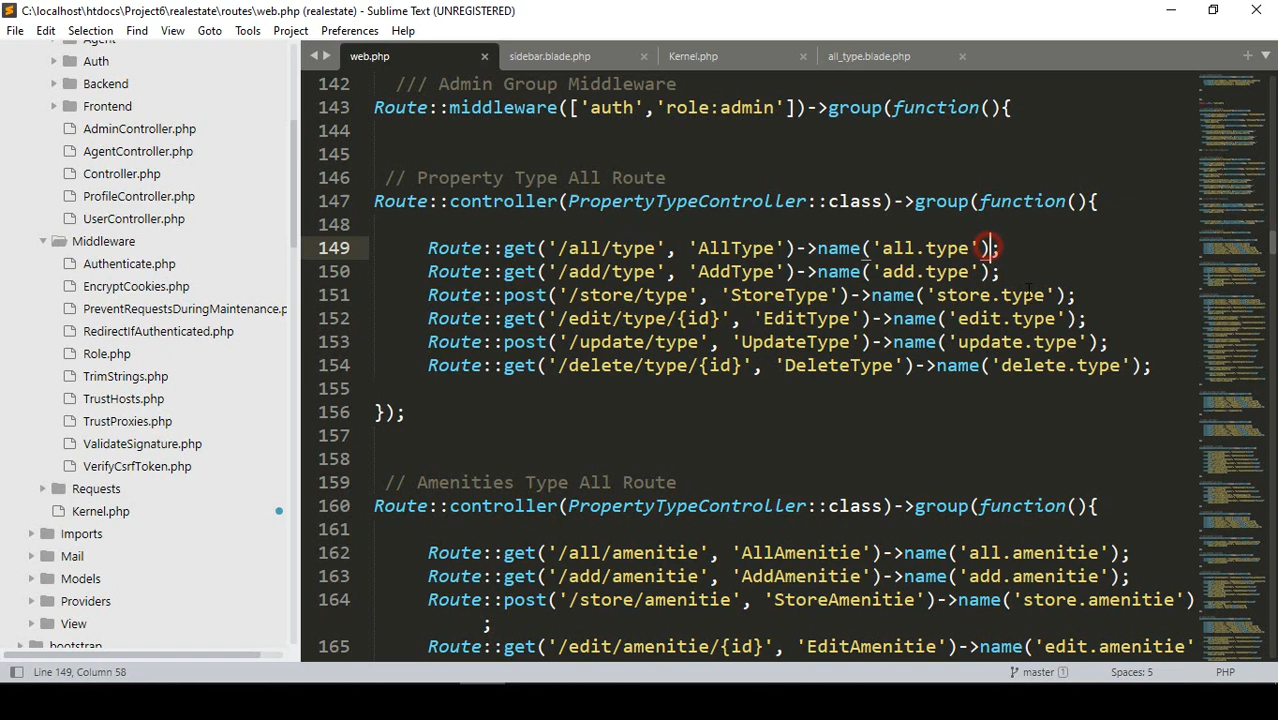 C:\localhost\htdocs\Project6\realestate\routes\web.php (realestate) - Sublime Text (UNREGISTERED)
File Edit Selection Find View Goto Tools Project Preferences Help
Auth
Backend
Frontend
AdminController.php
AgentController.php
Controller.php
ProfileController.php
UserController.php
Middleware
Authenticate.php
EncryptCookies.php
PreventRequestsDuringMaintenance.p
RedirectIfAuthenticated.php
Role.php
TrimStrings.php
TrustHosts.php
TrustProxies.php
ValidateSignature.php
VerifyCsrfToken.php
Requests
Kernel.php
Imports
Mail
Models
Providers
View
bootstrap
web.php sidebar.blade.php Kernel.php all_type.blade.php
142 /// Admin Group Middleware
143 Route::middleware(['auth','role:admin'])->group(function(){
144
145
146 // Property Type All Route
147 Route::controller(PropertyTypeController::class)->group(function(){
148
149 Route::get('/all/type', 'AllType')->name('all.type');
150 Route::get('/add/type', 'AddType')->name('add.type');
151 Route::post('/store/type', 'StoreType')->name('store.type');
152 Route::get('/edit/type/{id}', 'EditType')->name('edit.type');
153 Route::post('/update/type', 'UpdateType')->name('update.type');
154 Route::get('/delete/type/{id}', 'DeleteType')->name('delete.type');
155
156 });
157
158
159 // Amenities Type All Route
160 Route::controller(PropertyTypeController::class)->group(function(){
161
162 Route::get('/all/amenitie', 'AllAmenitie')->name('all.amenitie');
163 Route::get('/add/amenitie', 'AddAmenitie')->name('add.amenitie');
164 Route::post('/store/amenitie', 'StoreAmenitie')->name('store.amenitie')
;
165 Route::get('/edit/amenitie/{id}', 'EditAmenitie')->name('edit.amenitie'
Line 149, Column 58 master 1 Spaces: 5 PHP